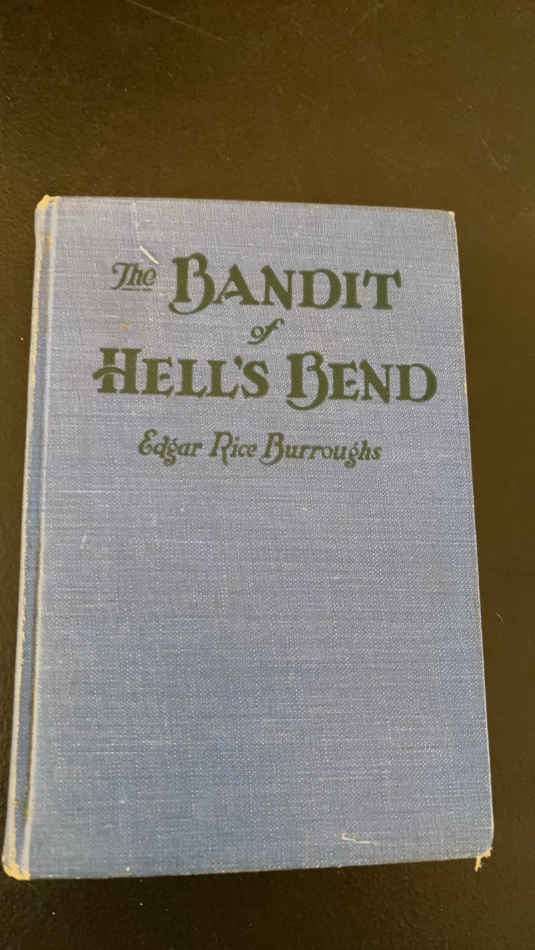 The BANDIT
of
HELL'S BEND
Edgar Rice Burroughs